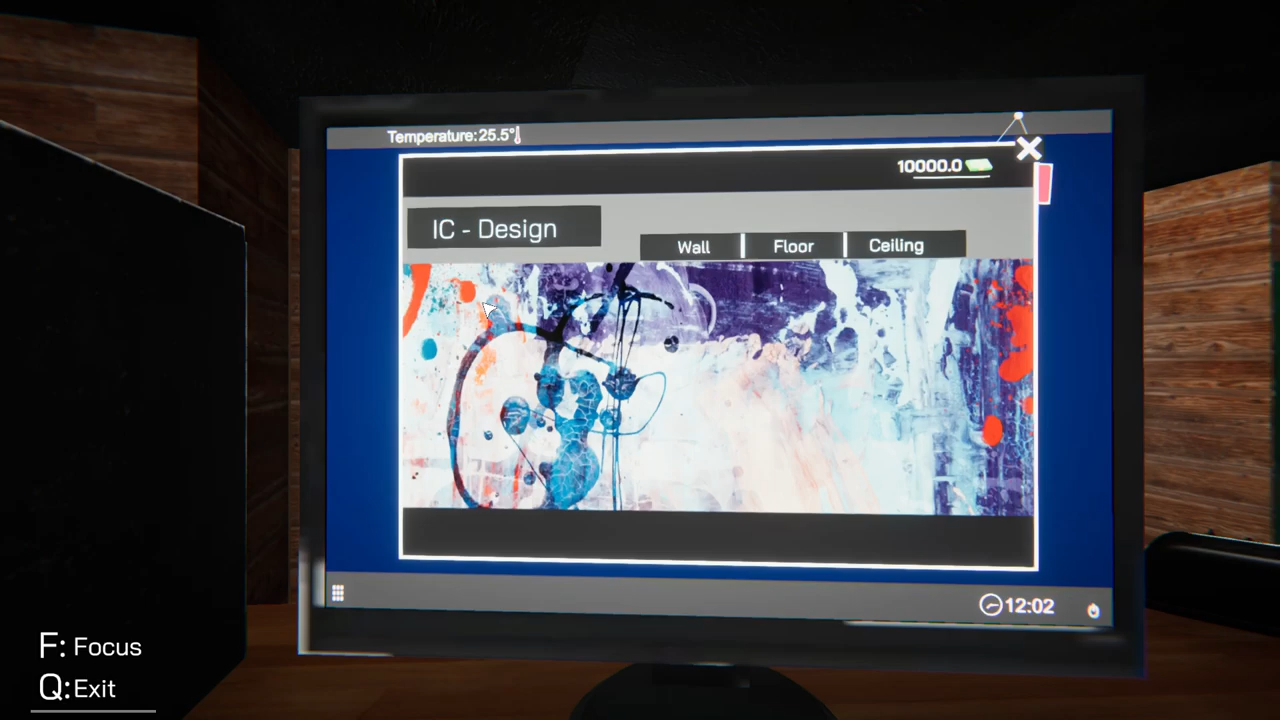 Temperature: 25.5°
10000.0
IC - Design
Wall
Floor
Ceiling
12:02
F: Focus
Q: Exit